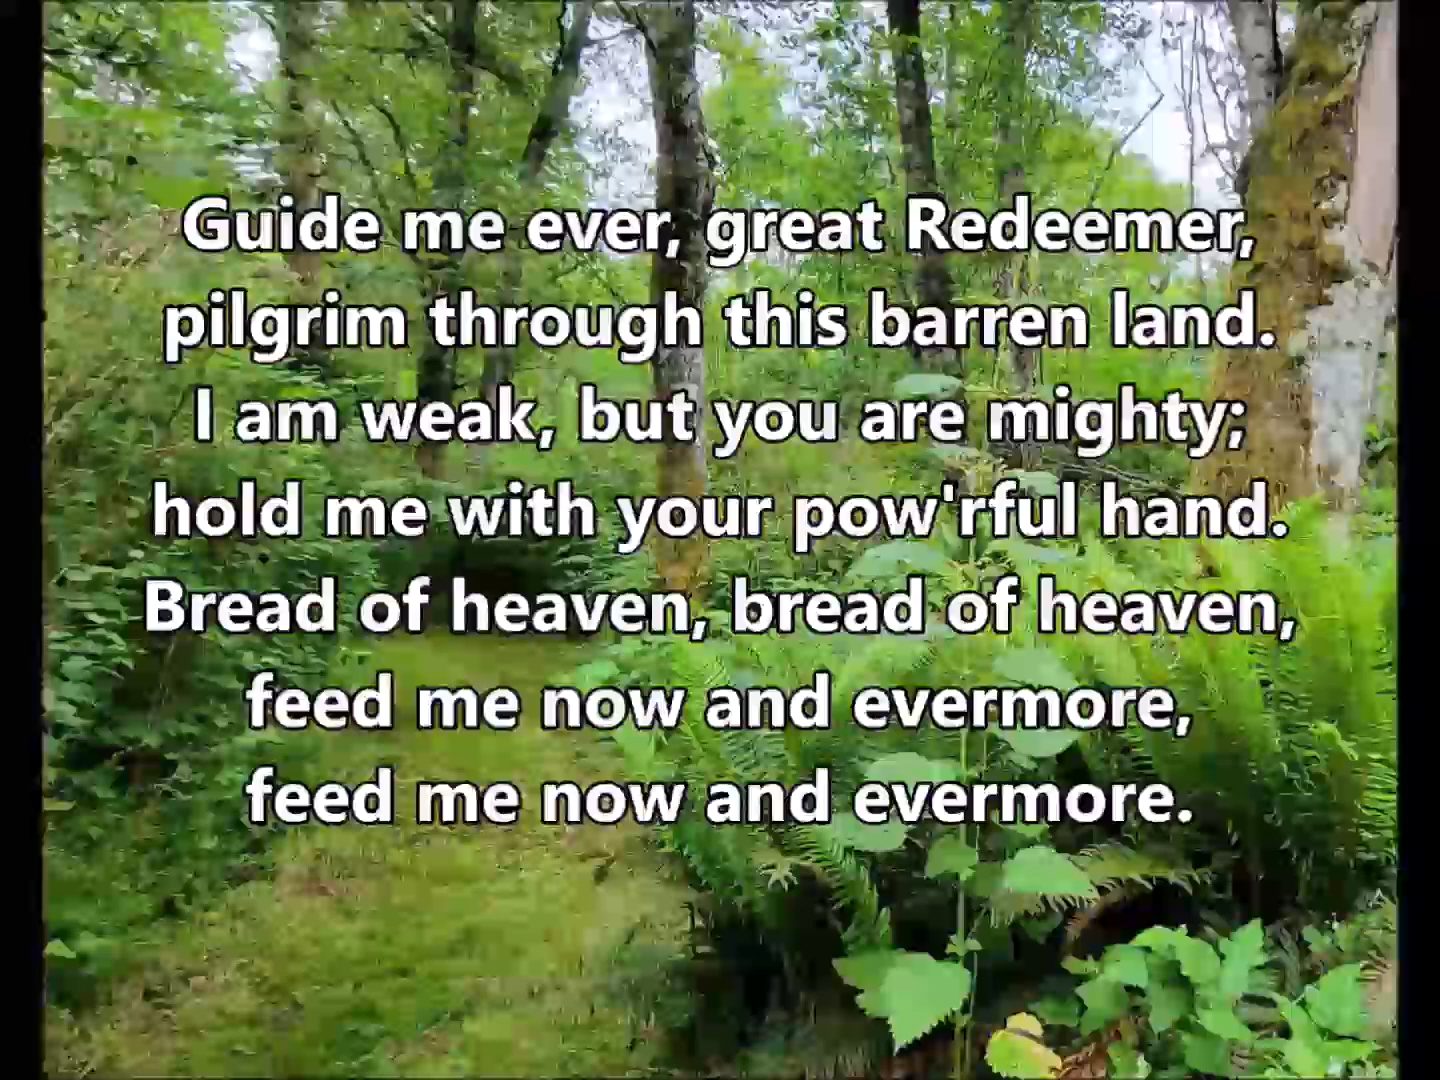 Guide me ever, great Redeemer,
pilgrim through this barren land.
I am weak, but you are mighty;
hold me with your pow'rful hand.
Bread of heaven, bread of heaven,
feed me now and evermore,
feed me now and evermore.